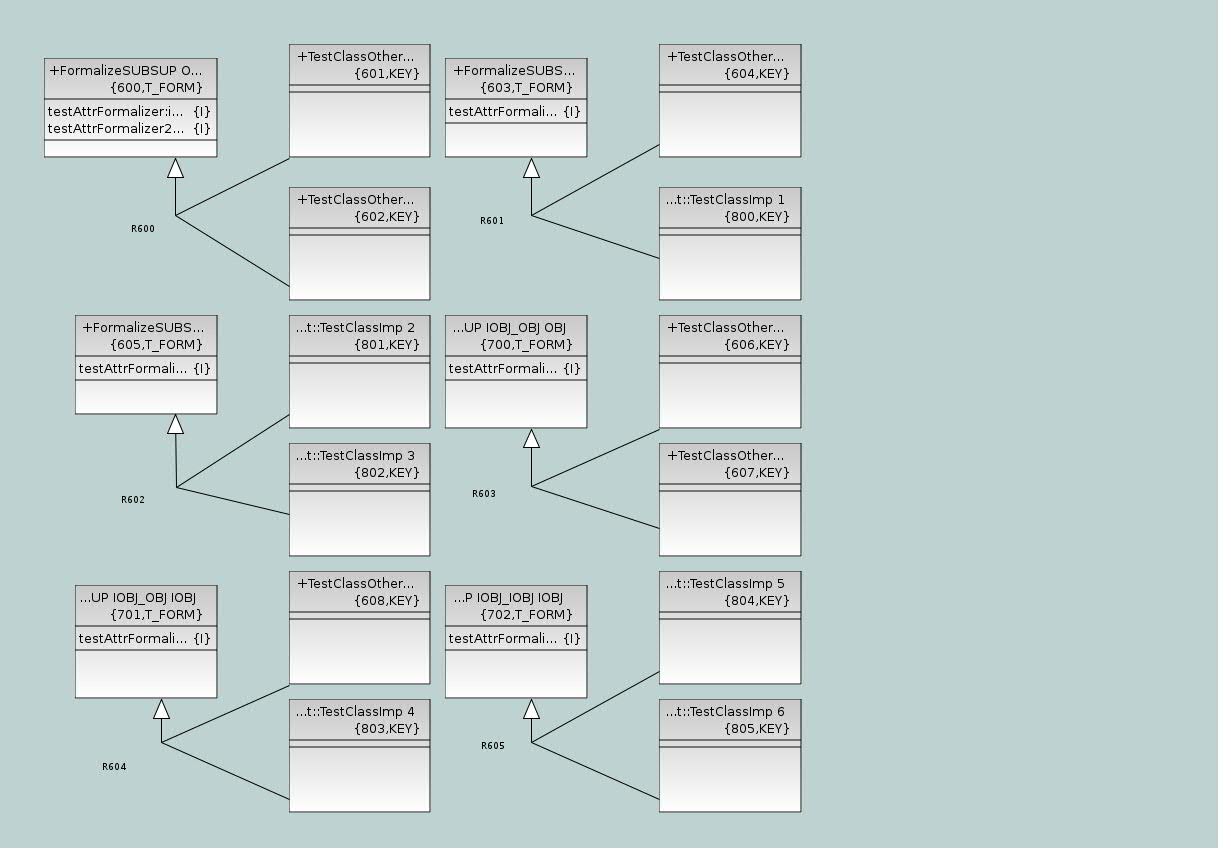 +FormalizeSUBSUP O...
{600,T_FORM}
testAttrFormalizer:i... {I}
testAttrFormalizer2... {I}
+TestClassOther...
{601,KEY}
+TestClassOther...
{602,KEY}
R600
+FormalizeSUBS...
{603,T_FORM}
testAttrFormali... {I}
+TestClassOther...
{604,KEY}
...t::TestClassImp 1
{800,KEY}
R601
+FormalizeSUBS...
{605,T_FORM}
testAttrFormali... {I}
...t::TestClassImp 2
{801,KEY}
...t::TestClassImp 3
{802,KEY}
R602
...UP IOBJ_OBJ OBJ
{700,T_FORM}
testAttrFormali... {I}
+TestClassOther...
{606,KEY}
+TestClassOther...
{607,KEY}
R603
...UP IOBJ_OBJ IOBJ
{701,T_FORM}
testAttrFormali... {I}
+TestClassOther...
{608,KEY}
...t::TestClassImp 4
{803,KEY}
R604
...P IOBJ_IOBJ IOBJ
{702,T_FORM}
testAttrFormali... {I}
...t::TestClassImp 5
{804,KEY}
...t::TestClassImp 6
{805,KEY}
R605